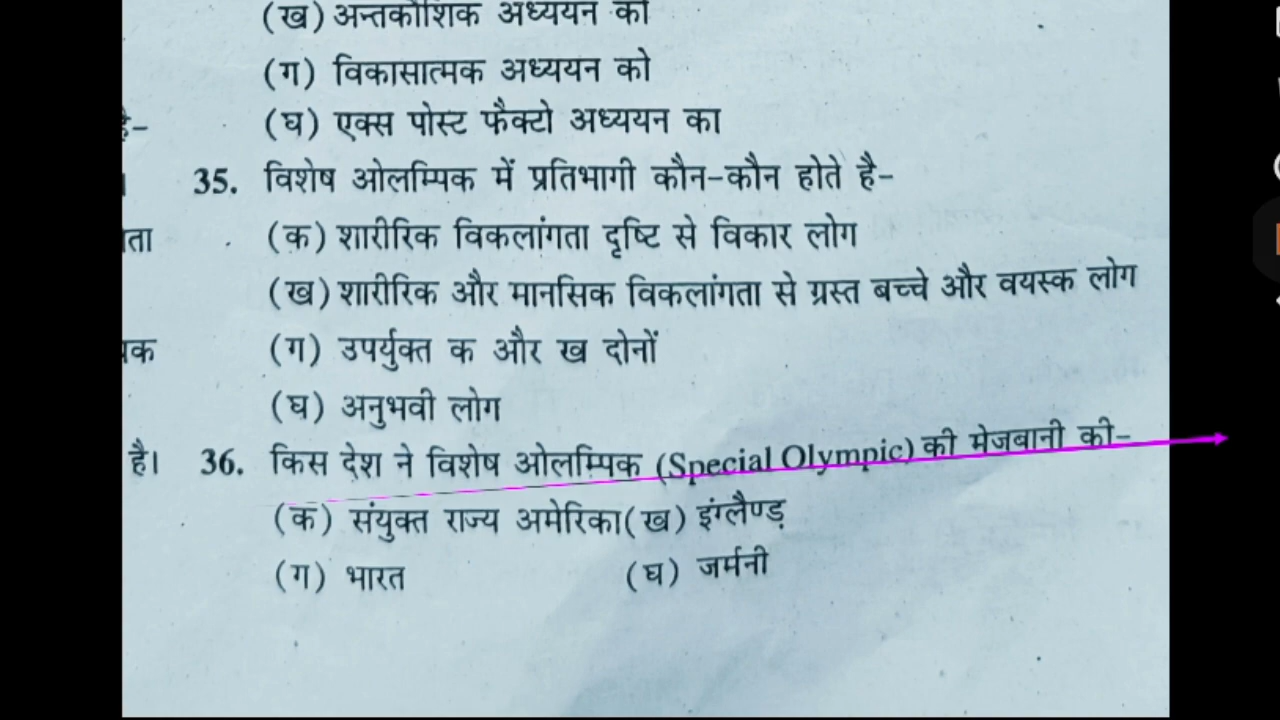 (ख) अन्तर्कोशिक अध्ययन को
(ग) विकासात्मक अध्ययन को
है-
(घ) एक्स पोस्ट फैक्टो अध्ययन का
35. विशेष ओलम्पिक में प्रतिभागी कौन-कौन होते है-
(क) शारीरिक विकलांगता दृष्टि से विकार लोग
(ख) शारीरिक और मानसिक विकलांगता से ग्रस्त बच्चे और वयस्क लोग
(ग) उपर्युक्त क और ख दोनों
(घ) अनुभवी लोग
है।
36. किस देश ने विशेष ओलम्पिक (Special Olympic) की मेजबानी की-
(क) संयुक्त राज्य अमेरिका (ख) इंग्लैण्ड़
(ग) भारत (घ) जर्मनी